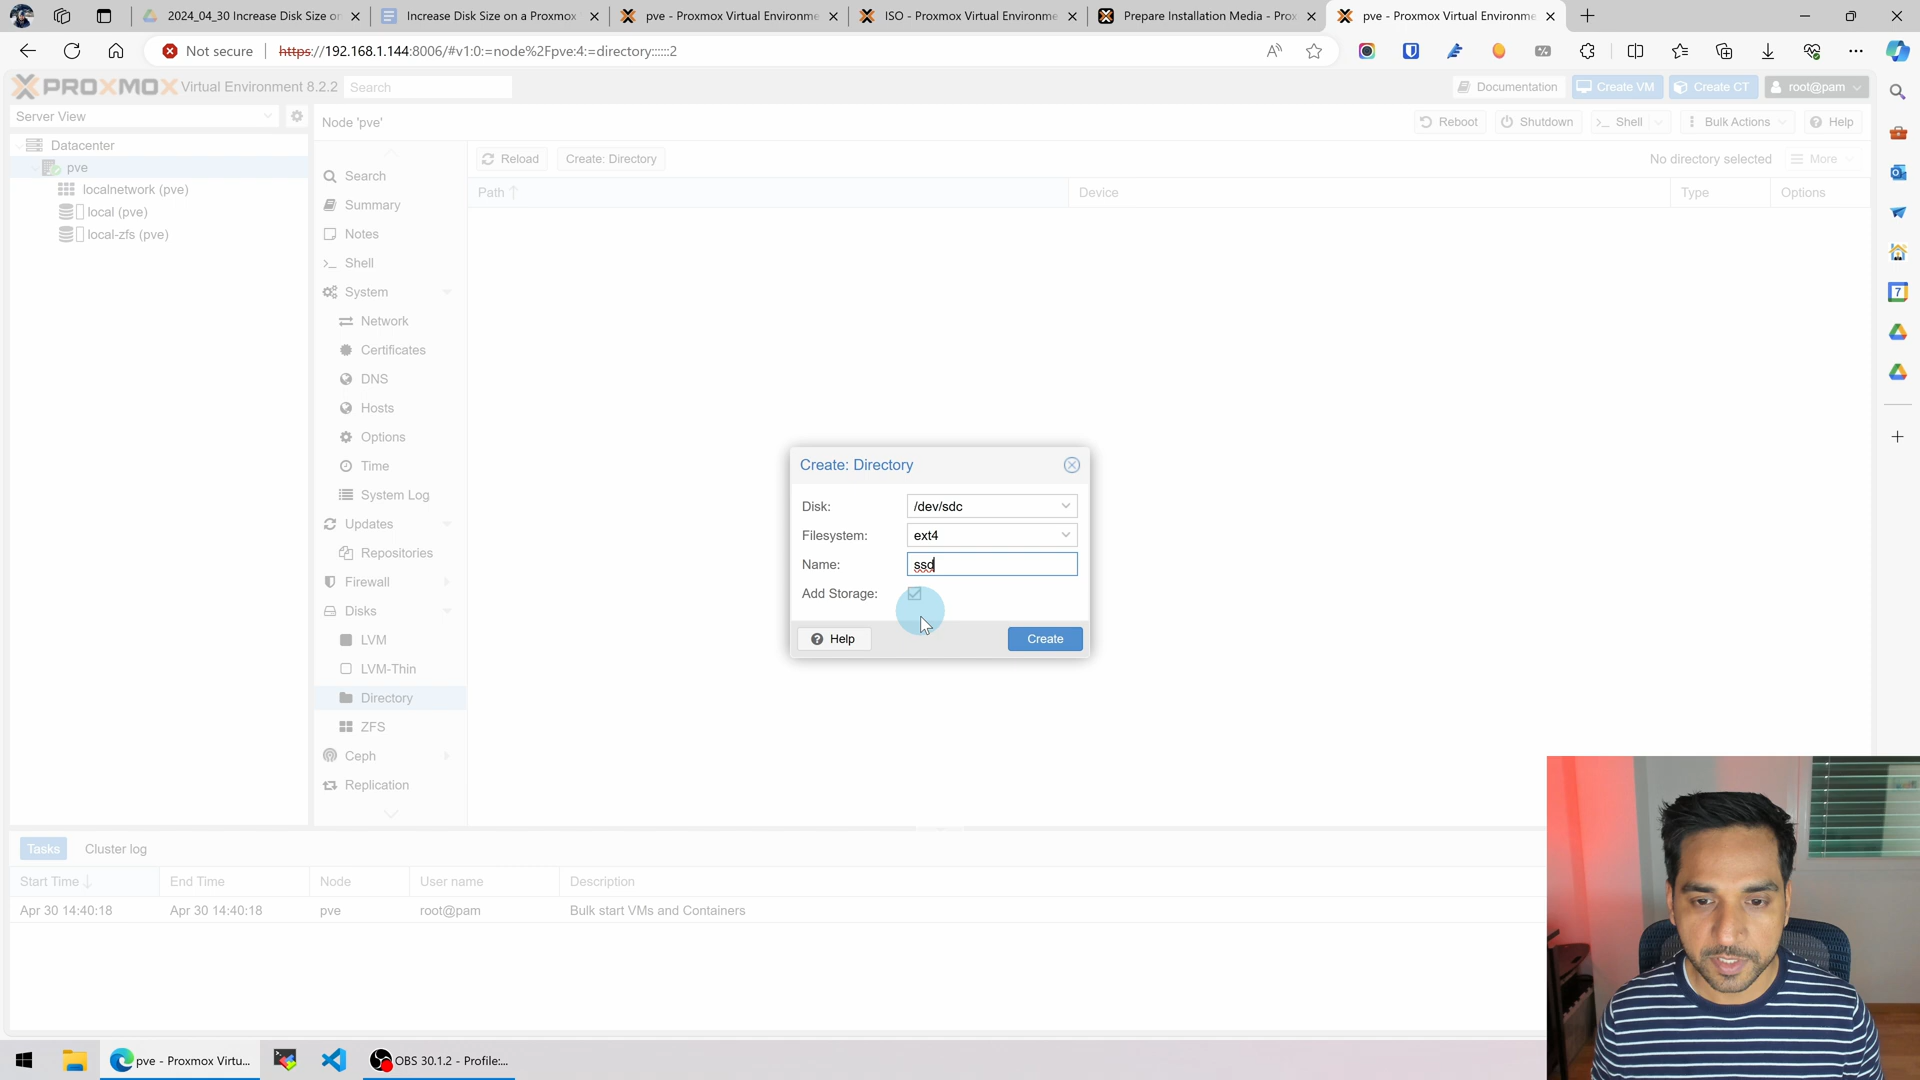 2024_04_30 Increase Disk Size or
Increase Disk Size on a Proxmox
pve - Proxmox Virtual Environme
ISO - Proxmox Virtual Environme
Prepare Installation Media - Prox
pve - Proxmox Virtual Environme
Not secure
https://192.168.1.144:8006/#v1:0:=node%2Fpve:4:=directory::::::2
PROXMOX Virtual Environment 8.2.2
Search
Documentation
Create VM
Create CT
root@pam
Server View
Node 'pve'
Reboot
Shutdown
Shell
Bulk Actions
Help
Datacenter
pve
localnetwork (pve)
local (pve)
local-zfs (pve)
Search
Summary
Notes
Shell
System
Network
Certificates
DNS
Hosts
Options
Time
System Log
Updates
Repositories
Firewall
Disks
LVM
LVM-Thin
Directory
ZFS
Ceph
Replication
Reload
Create: Directory
No directory selected
More
Path
Device
Type
Options
Create: Directory
Disk: /dev/sdc
Filesystem: ext4
Name: ssd
Add Storage:
Help
Create
Tasks
Cluster log
Start Time
End Time
Node
User name
Description
Apr 30 14:40:18
Apr 30 14:40:18
pve
root@pam
Bulk start VMs and Containers
7
pve - Proxmox Virtu...
OBS 30.1.2 - Profile:...